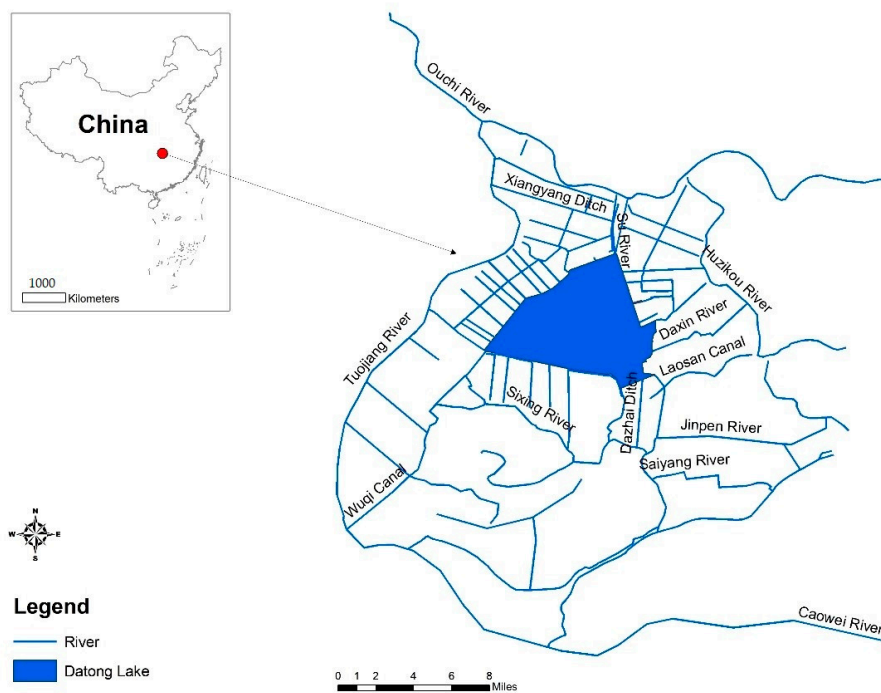 China
1000
Kilometers
Ouchi River
Xiangyang Ditch
Su River
Huzikou River
Daxin River
Laosan Canal
Tuojiang River
Sixing River
Dazhai Ditch
Jinpen River
Saiyang River
Wuqi Canal
Caowei River
N
W E
S
Legend
River
Datong Lake
0 1 2 4 6 8
Miles